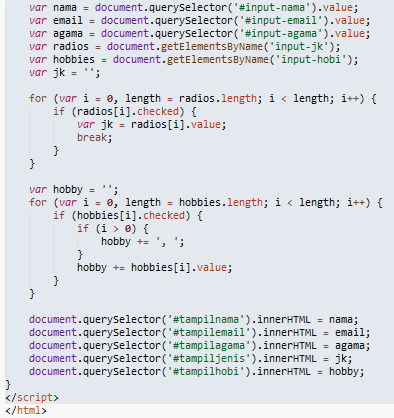 var nama = document.querySelector('#input-nama').value;
var email = document.querySelector('#input-email').value;
var agama = document.querySelector('#input-agama').value;
var radios = document.getElementsByName('input-jk');
var hobbies = document.getElementsByName('input-hobi');
var jk = '';
for (var i = 0, length = radios.length; i < length; i++) {
if (radios[i].checked) {
var jk = radios[i].value;
break;
}
}
var hobby = '';
for (var i = 0, length = hobbies.length; i < length; i++) {
if (hobbies[i].checked) {
if (i > 0) {
hobby += ', ';
}
hobby += hobbies[i].value;
}
}
document.querySelector('#tampilnama').innerHTML = nama;
document.querySelector('#tampilemail').innerHTML = email;
document.querySelector('#tampilagama').innerHTML = agama;
document.querySelector('#tampiljenis').innerHTML = jk;
document.querySelector('#tampilhobi').innerHTML = hobby;
}
</script>
</html>